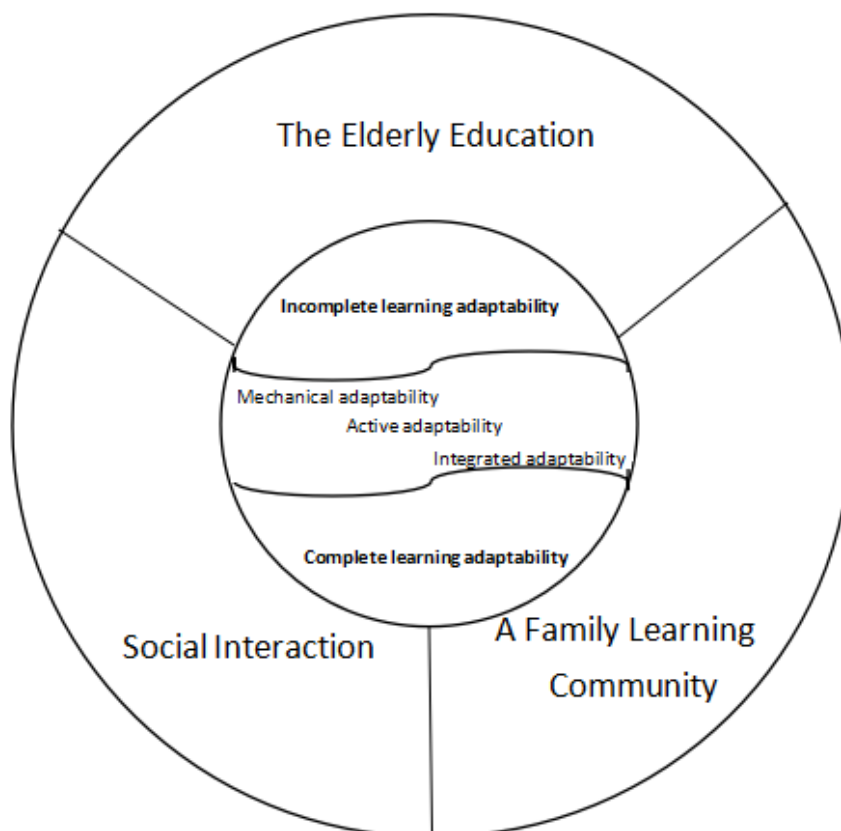 The Elderly Education
Incomplete learning adaptability
Mechanical adaptability
Active adaptability
Integrated adaptability
Complete learning adaptability
Social Interaction
A Family Learning
Community